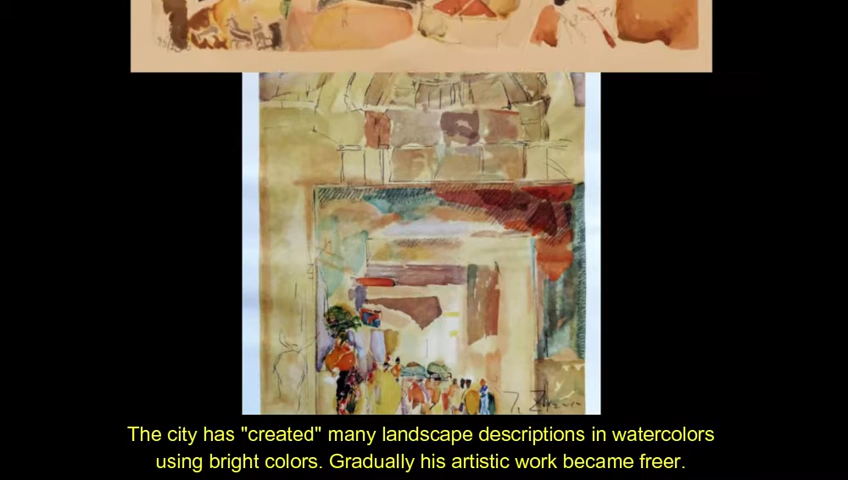 The city has "created" many landscape descriptions in watercolors
using bright colors. Gradually his artistic work became freer.